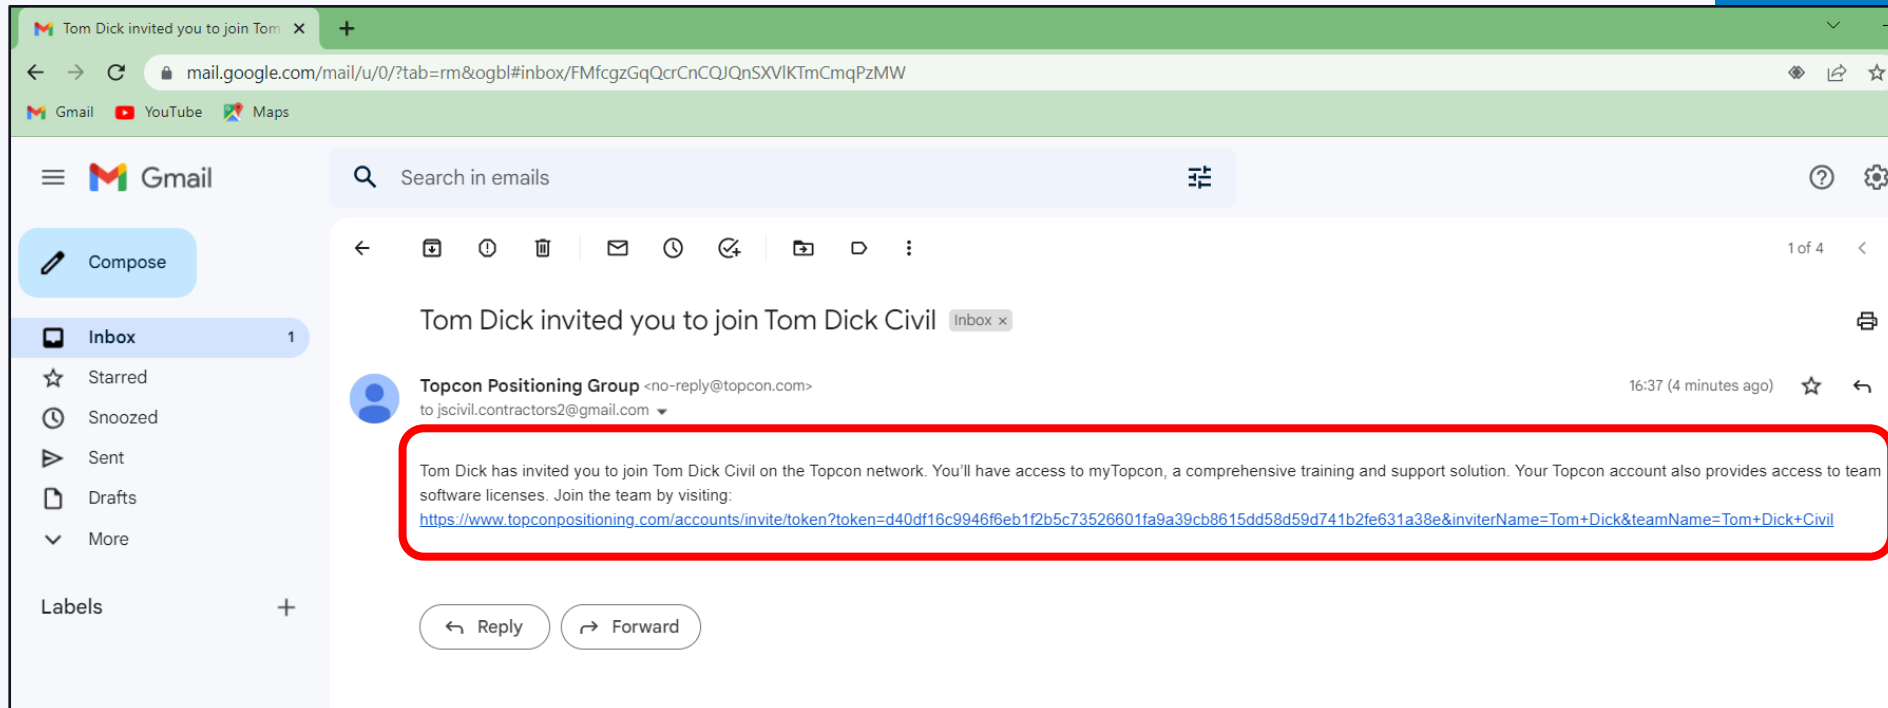 Tom Dick invited you to join Tom
mail.google.com/mail/u/0/?tab=rm&ogbl#inbox/FMfcgzGqQcrCnCQJQnSXVlKTmCmqPzMW
Gmail YouTube Maps
Gmail
Search in emails
Compose
1 of 4
Tom Dick invited you to join Tom Dick Civil Inbox ×
Inbox 1
Starred
Snoozed
Sent
Drafts
More
Labels
Topcon Positioning Group <no-reply@topcon.com> 16:37 (4 minutes ago)
to jscivil.contractors2@gmail.com
Tom Dick has invited you to join Tom Dick Civil on the Topcon network. You'll have access to myTopcon, a comprehensive training and support solution. Your Topcon account also provides access to team
software licenses. Join the team by visiting:
https://www.topconpositioning.com/accounts/invite/token?token=d40df16c9946f6eb1f2b5c73526601fa9a39cb8615dd58d59d741b2fe631a38e&inviterName=Tom+Dick&teamName=Tom+Dick+Civil
Reply Forward